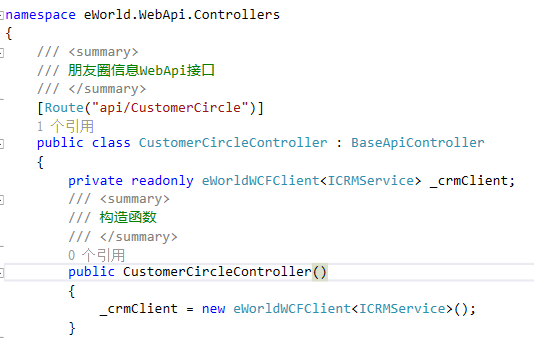 namespace eWorld.WebApi.Controllers
{
/// <summary>
/// 朋友圈信息WebApi接口
/// </summary>
[Route("api/CustomerCircle")]
1 个引用
public class CustomerCircleController : BaseApiController
{
private readonly eWorldWCFClient<ICRMService> _crmClient;
/// <summary>
/// 构造函数
/// </summary>
0 个引用
public CustomerCircleController()
{
_crmClient = new eWorldWCFClient<ICRMService>();
}